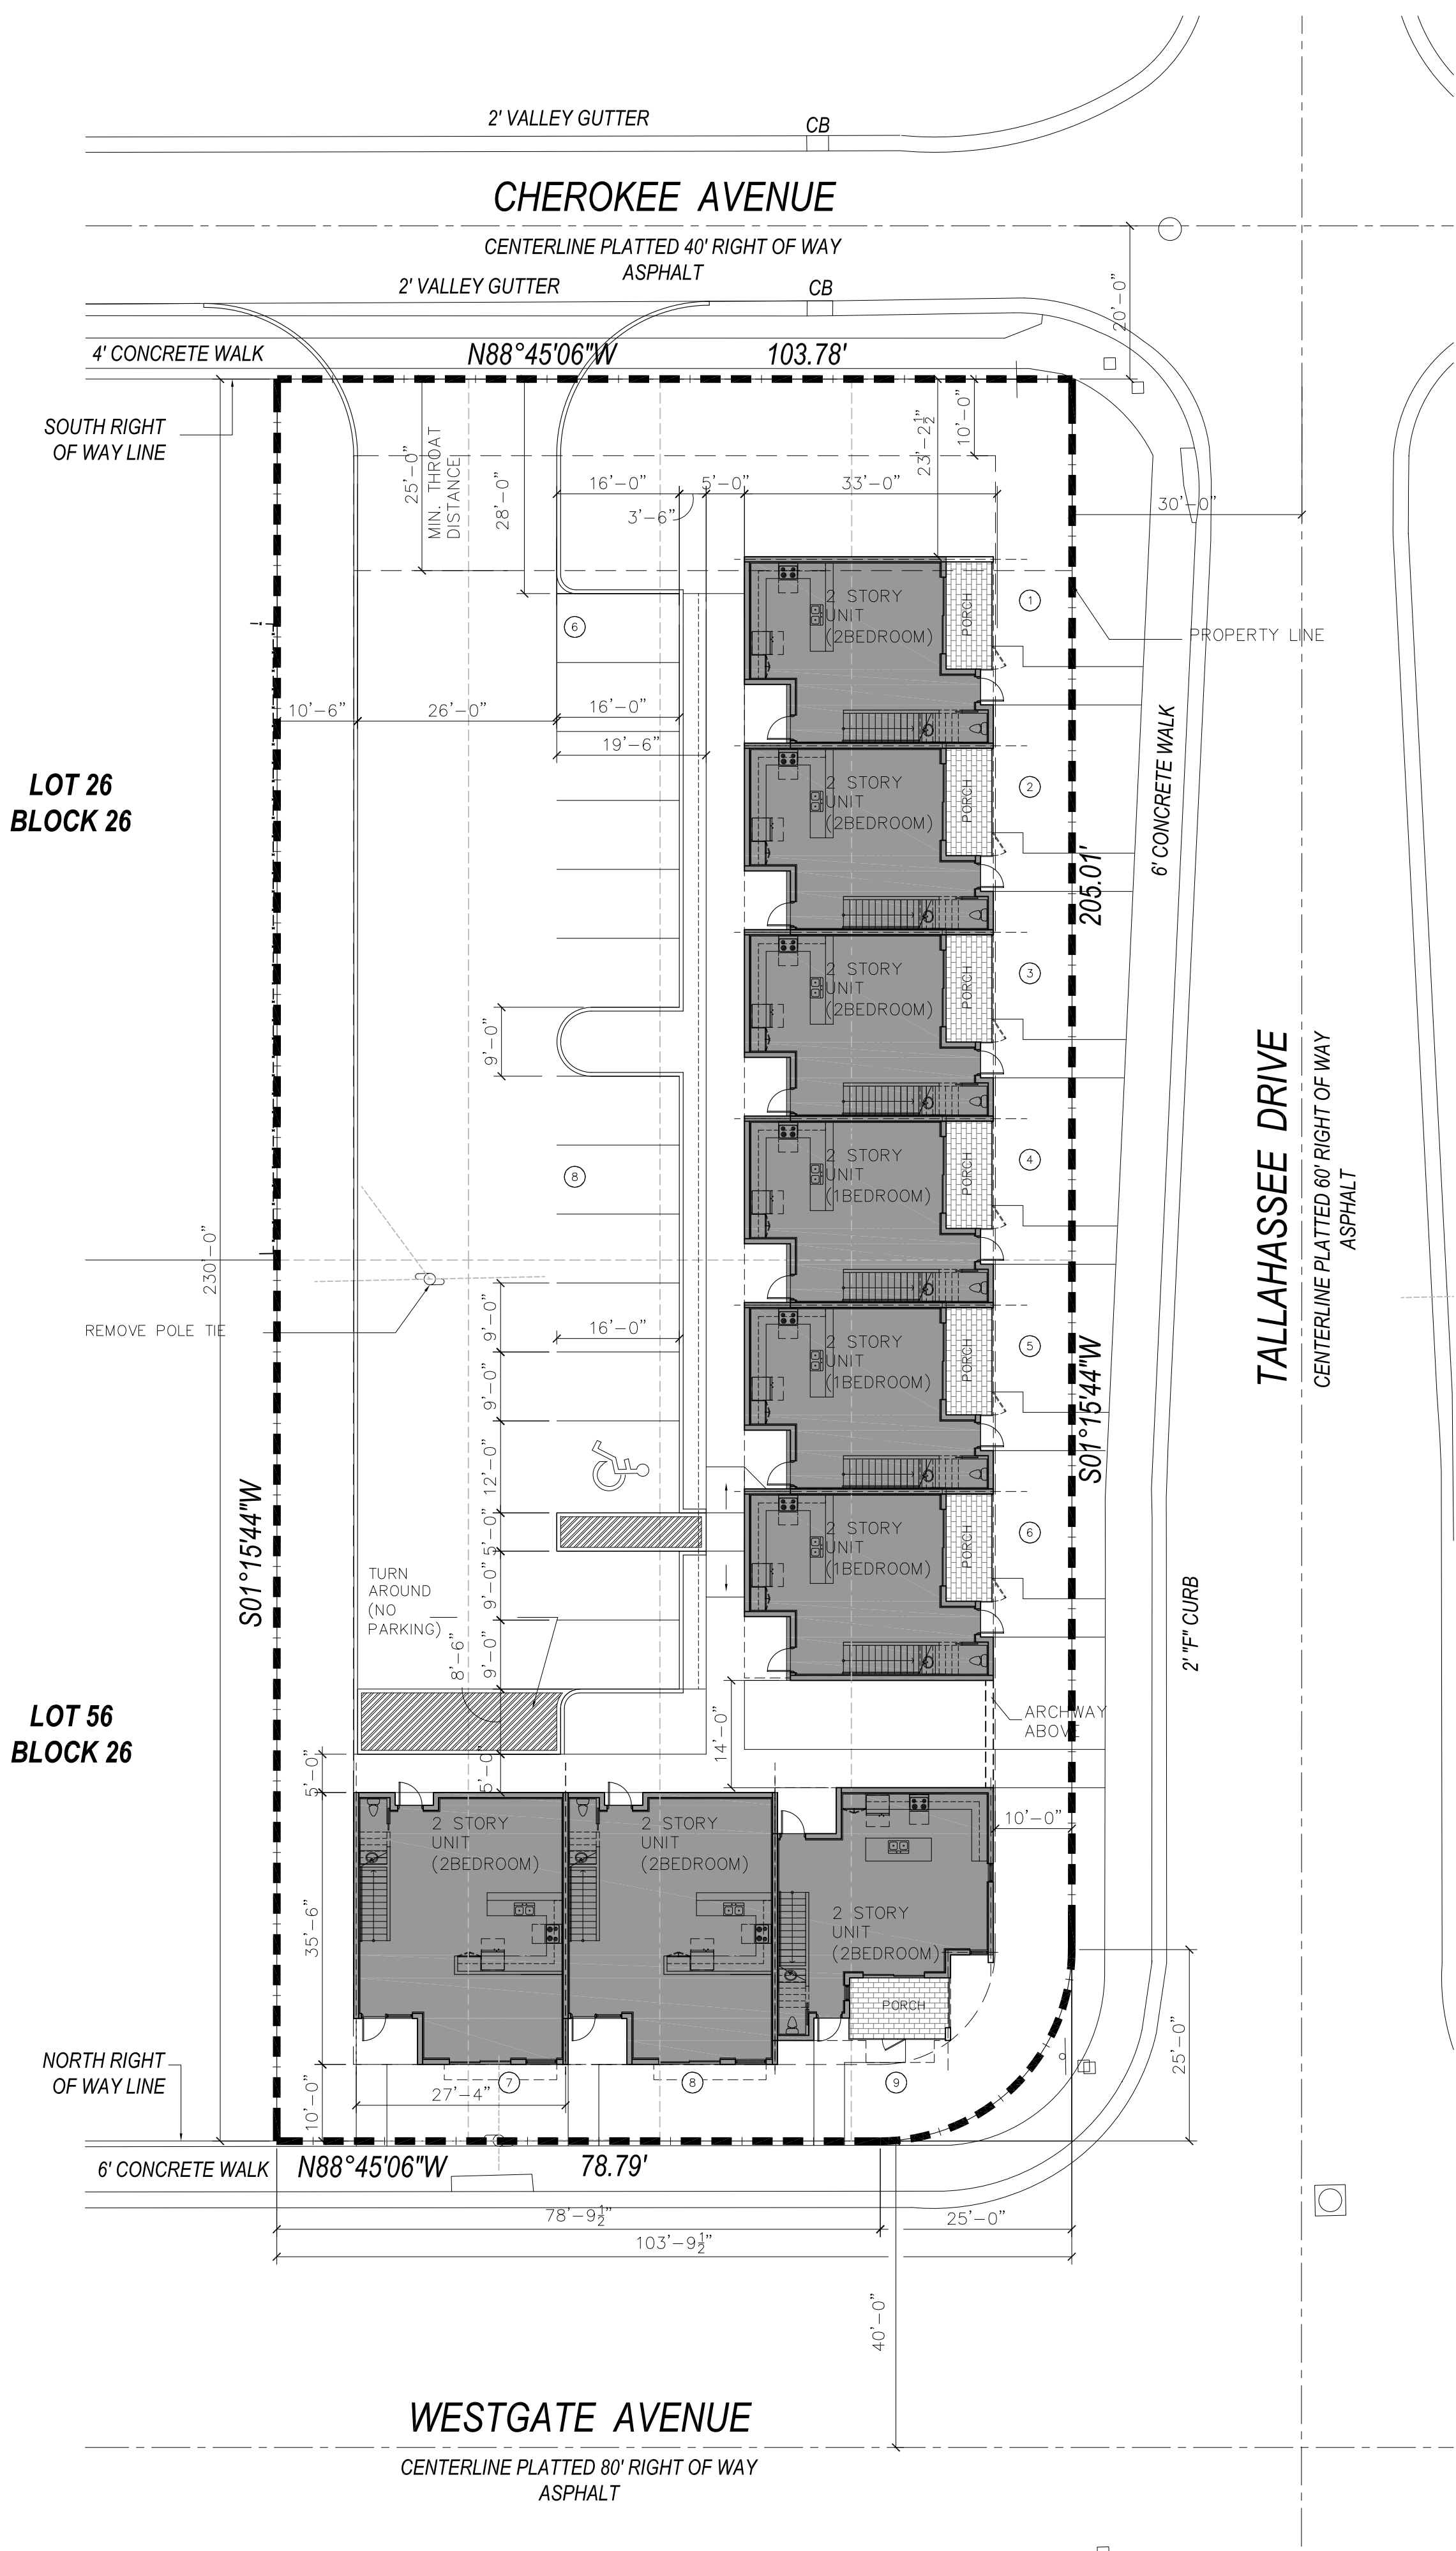 2' VALLEY GUTTER
CB
CHEROKEE AVENUE
CENTERLINE PLATTED 40' RIGHT OF WAY
ASPHALT
2' VALLEY GUTTER
CB
20'-0"
4' CONCRETE WALK
N88°45'06"W
103.78'
SOUTH RIGHT
OF WAY LINE
25'-0"
MIN. THROAT
DISTANCE
28'-0"
23'-2½"
10'-0"
16'-0"
5'-0"
33'-0"
3'-6"
30'-0"
2 STORY
UNIT
(2BEDROOM)
PORCH
1
PROPERTY LINE
6
10'-6"
26'-0"
16'-0"
19'-6"
LOT 26
BLOCK 26
2 STORY
UNIT
(2BEDROOM)
PORCH
2
6' CONCRETE WALK
205.01'
2 STORY
UNIT
(2BEDROOM)
PORCH
3
9'-0"
TALLAHASSEE DRIVE
CENTERLINE PLATTED 60' RIGHT OF WAY
ASPHALT
8
2 STORY
UNIT
(1BEDROOM)
PORCH
4
230'-0"
REMOVE POLE TIE
9'-0"
16'-0"
2 STORY
UNIT
(1BEDROOM)
PORCH
5
S01°15'44"W
9'-0"
12'-0"
S01°15'44"W
5'-0"
2 STORY
UNIT
(1BEDROOM)
PORCH
6
TURN
AROUND
(NO
PARKING)
9'-0"
8'-6"
9'-0"
2' "F" CURB
LOT 56
BLOCK 26
14'-0"
ARCHWAY
ABOVE
5'-0"
5'-0"
10'-0"
2 STORY
UNIT
(2BEDROOM)
2 STORY
UNIT
(2BEDROOM)
2 STORY
UNIT
(2BEDROOM)
35'-6"
PORCH
25'-0"
NORTH RIGHT
OF WAY LINE
10'-0"
27'-4"
7
8
9
6' CONCRETE WALK
N88°45'06"W
78.79'
78'-9½"
25'-0"
103'-9½"
40'-0"
WESTGATE AVENUE
CENTERLINE PLATTED 80' RIGHT OF WAY
ASPHALT